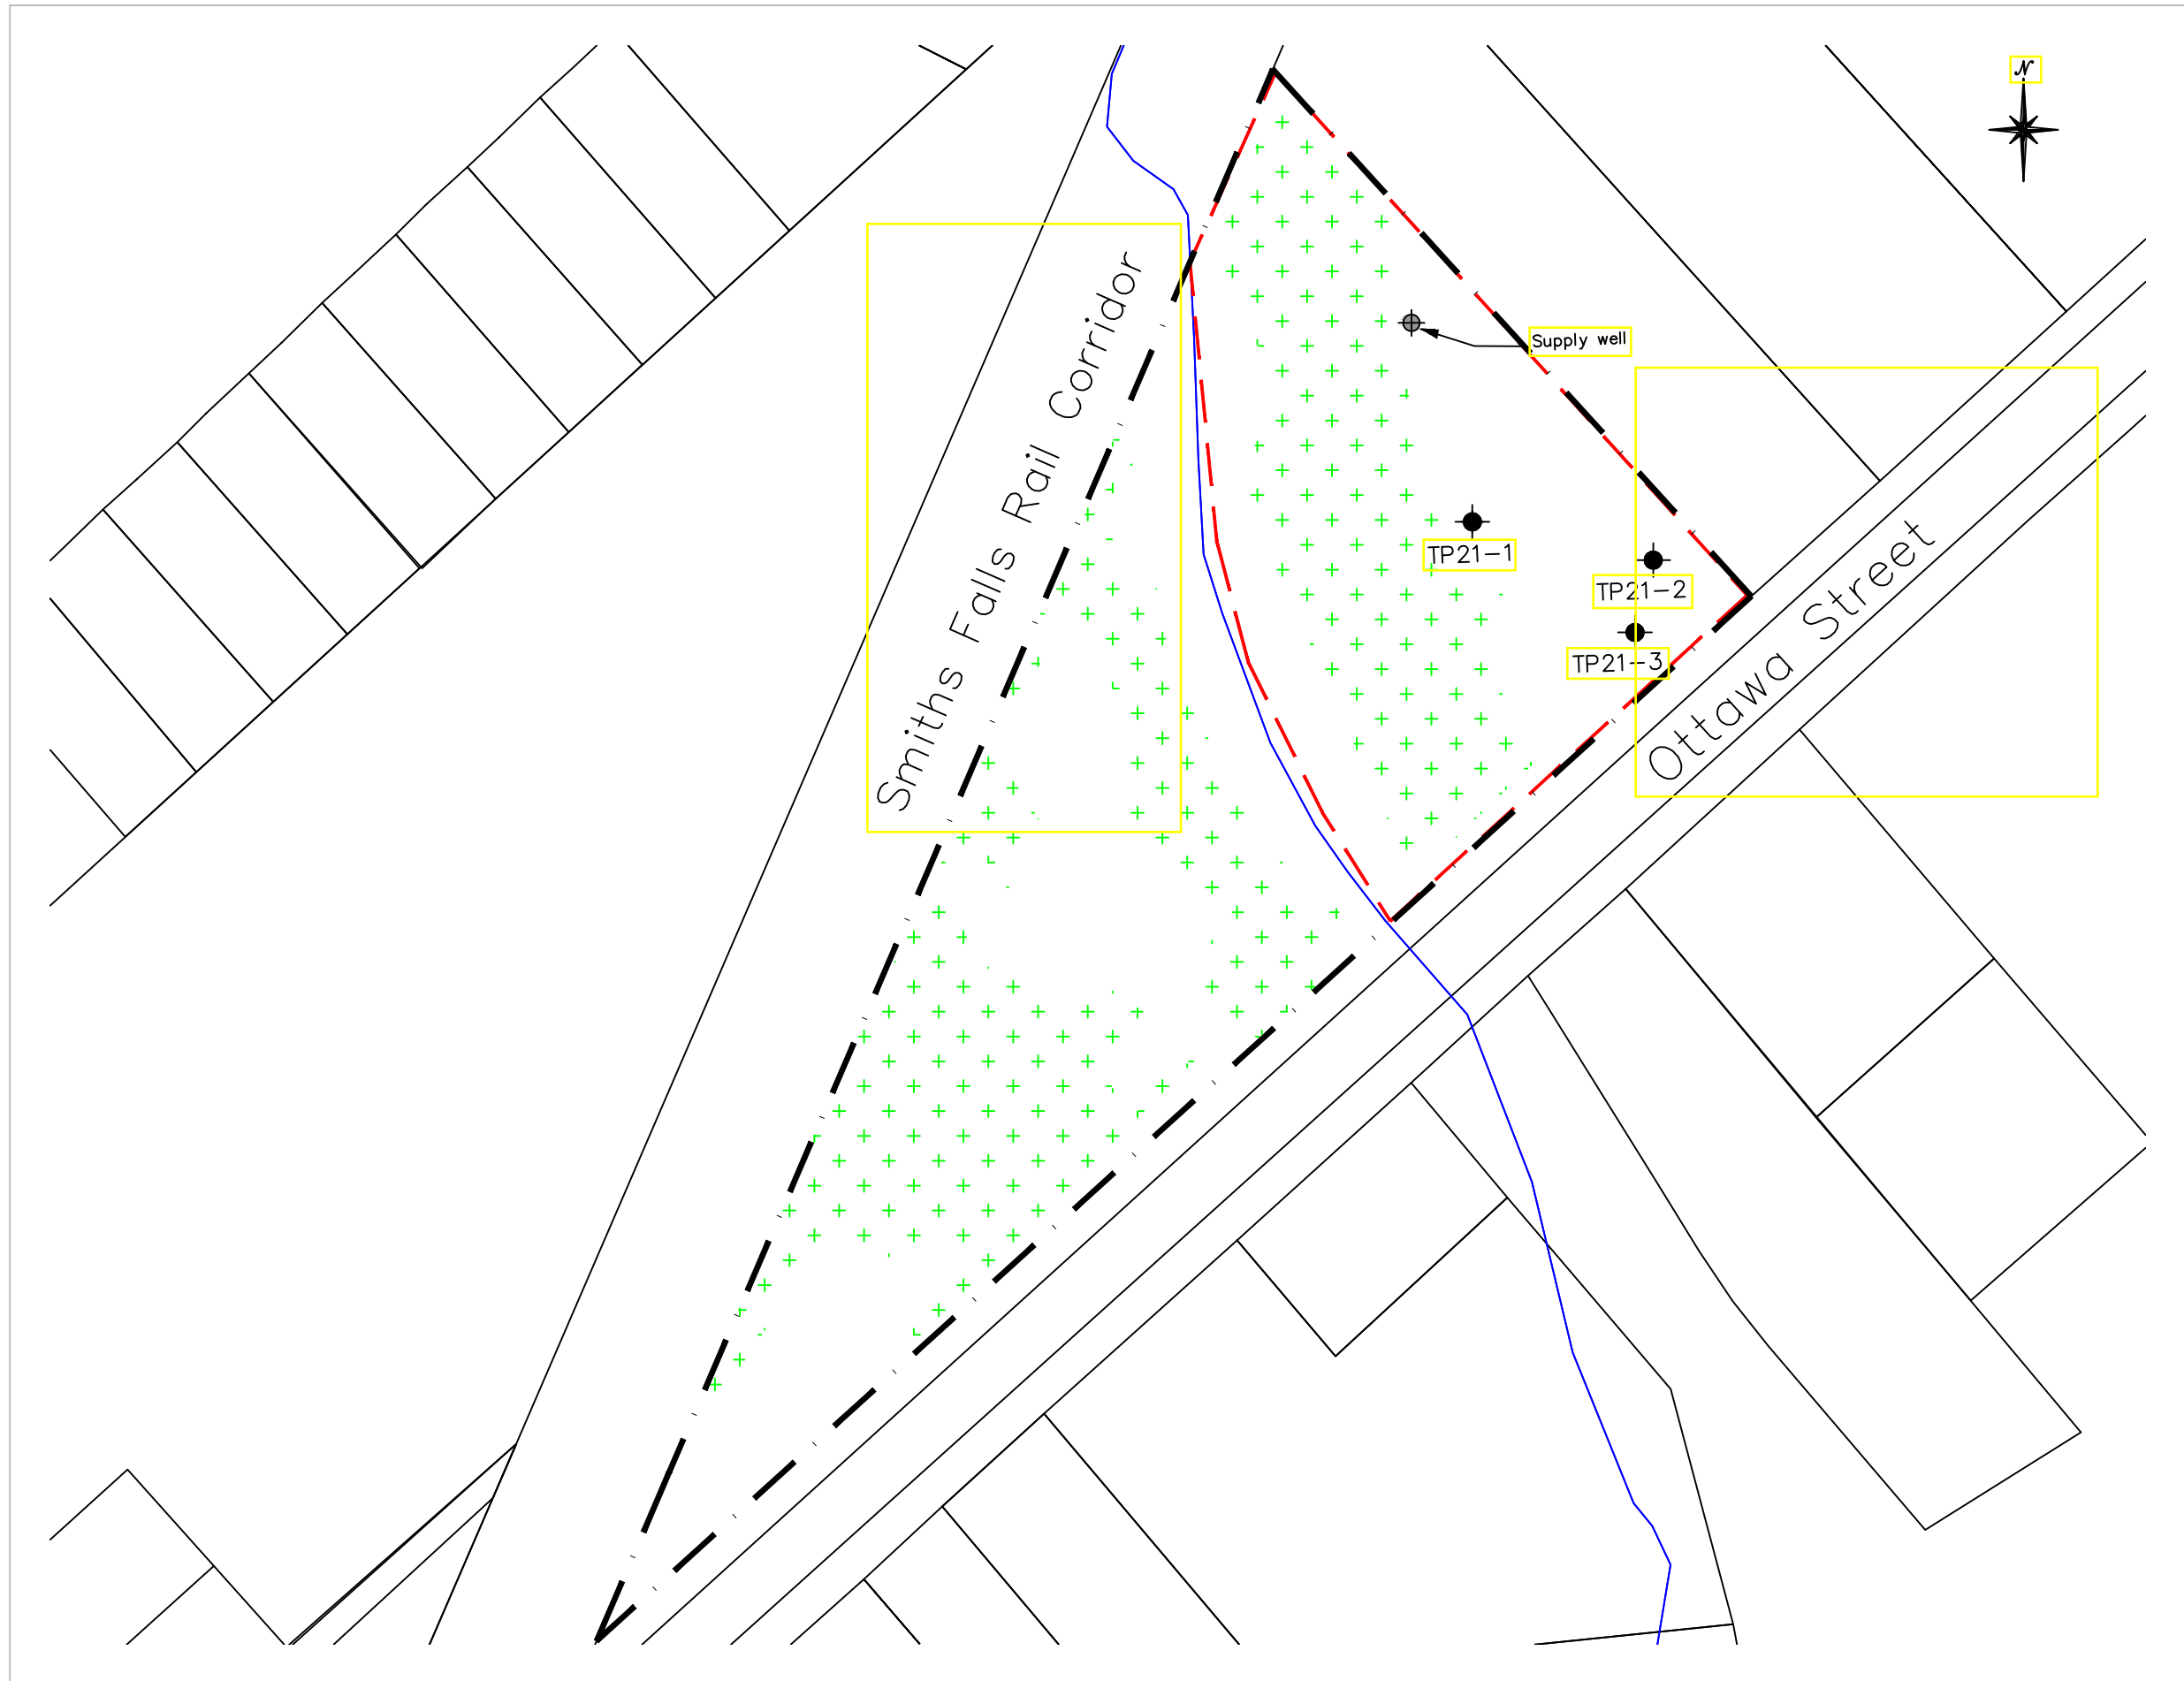 N
Supply well
Smiths Falls Rail Corridor
TP21-1
TP21-2
TP21-3
Ottawa Street